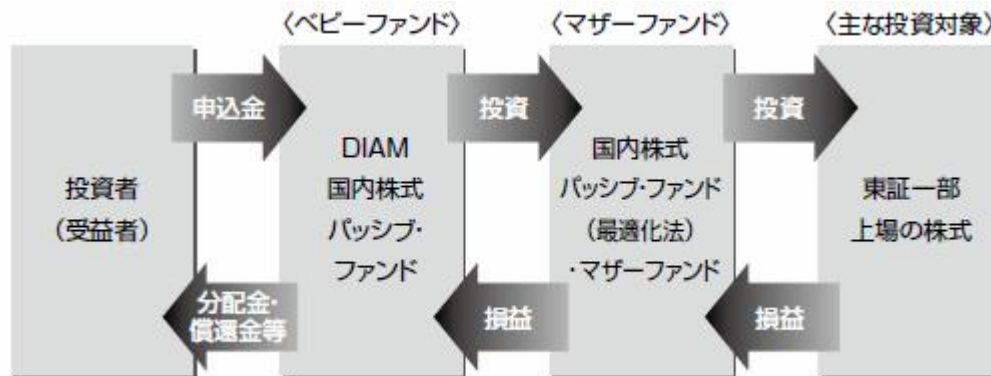 〈ベビーファンド〉
〈マザーファンド〉
〈主な投資対象〉
申込金
投資
投資
投資者
（受益者）
DIAM
国内株式
パッシブ・
ファンド
国内株式
パッシブ・ファンド
（最適化法）
・マザーファンド
東証一部
上場の株式
分配金・
償還金等
損益
損益